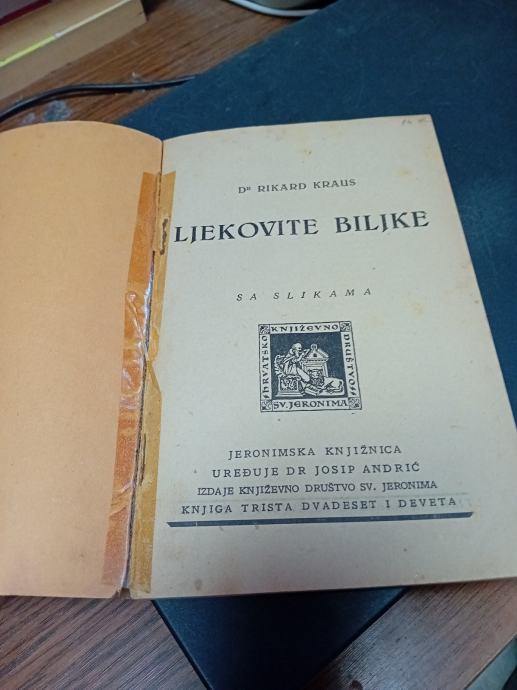 Dʀ RIKARD KRAUS
LJEKOVITE BILJKE
SA SLIKAMA
HRVATSKO KNJIŽEVNO DRUŠTVO SV. JERONIMA
JERONIMSKA KNJIŽNICA
UREĐUJE DR JOSIP ANDRIĆ
IZDAJE KNJIŽEVNO DRUŠTVO SV. JERONIMA
KNJIGA TRISTA DVADESET I DEVETA